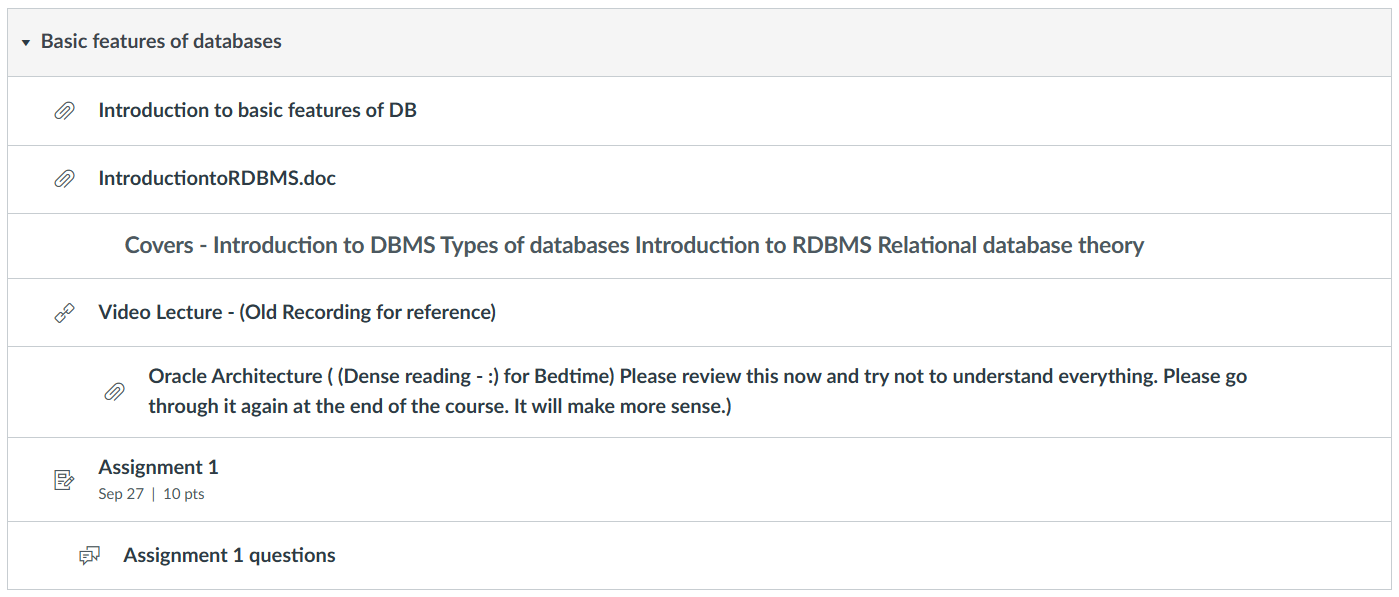 Basic features of databases
Introduction to basic features of DB
IntroductiontoRDBMS.doc
Covers - Introduction to DBMS Types of databases Introduction to RDBMS Relational database theory
Video Lecture - (Old Recording for reference)
Oracle Architecture ( (Dense reading - :) for Bedtime) Please review this now and try not to understand everything. Please go
through it again at the end of the course. It will make more sense.)
Assignment 1
Sep 27 | 10 pts
Assignment 1 questions